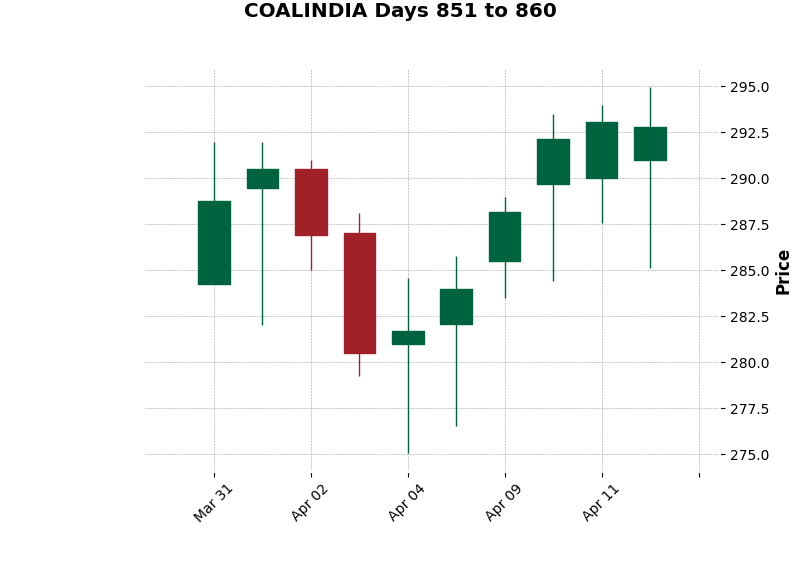 COALINDIA Days 851 to 860
295.0
292.5
290.0
287.5
285.0
282.5
280.0
277.5
275.0
Price
Mar 31
Apr 02
Apr 04
Apr 09
Apr 11